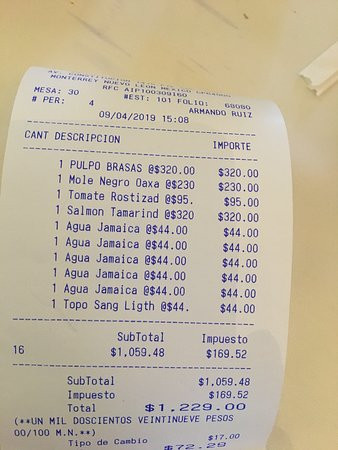 MONTERREY NUEVO LEON MEXICO
RFC AIP100309160
MESA: 30 #EST: 101 FOLIO: 68080
# PER: 4 ARMANDO RUIZ
09/04/2019 15:08
CANT DESCRIPCION IMPORTE
1 PULPO BRASAS @$320.00 $320.00
1 Mole Negro Oaxa @$230 $230.00
1 Tomate Rostizad @$95. $95.00
1 Salmon Tamarind @$320 $320.00
1 Agua Jamaica @$44.00 $44.00
1 Agua Jamaica @$44.00 $44.00
1 Agua Jamaica @$44.00 $44.00
1 Agua Jamaica @$44.00 $44.00
1 Agua Jamaica @$44.00 $44.00
1 Topo Sang Ligth @$44. $44.00
SubTotal Impuesto
16 $1,059.48 $169.52
SubTotal $1,059.48
Impuesto $169.52
Total $1,229.00
(**UN MIL DOSCIENTOS VEINTINUEVE PESOS
00/100 M.N.**)
Tipo de Cambio $17.00
$72.29